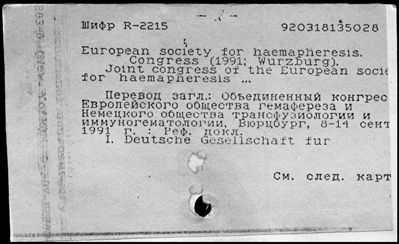 Шифр R-2215 920318135028
European society for haemapheresis.
Congress (1991; Wurzburg).
Joint congress of the European socie
for haemapheresis ...
Перевод загл.: Объединенный конгрес
Европейского общества гемафереза и
Немецкого общества трансфузиологии и
иммуногематологии, Вюрцбург, 8-14 сент
1991 г. : Реф. докл.
I. Deutsche Gesellschaft fur
См. след. карт